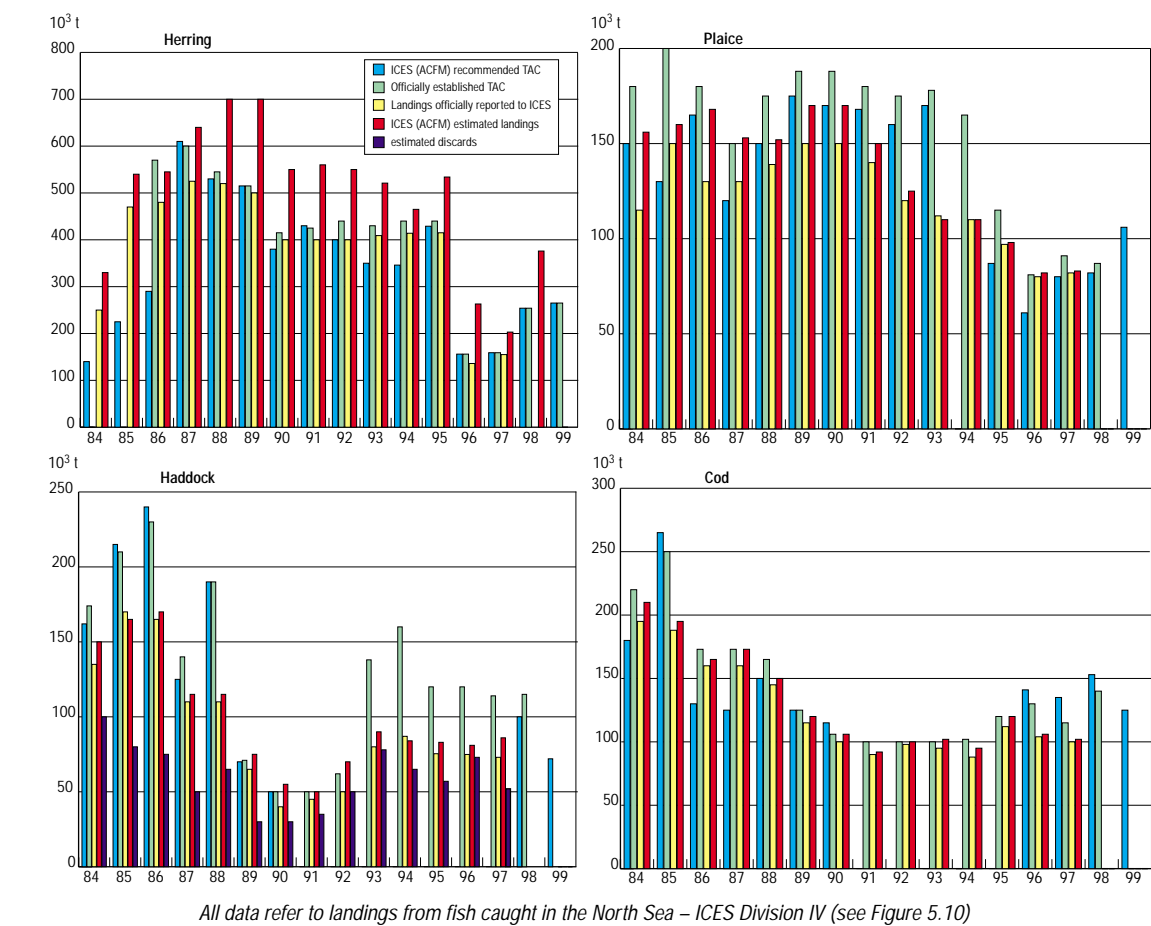 10³ t
Herring
800
700
600
500
400
300
200
100
0
84 85 86 87 88 89 90 91 92 93 94 95 96 97 98 99
ICES (ACFM) recommended TAC
Officially established TAC
Landings officially reported to ICES
ICES (ACFM) estimated landings
estimated discards
10³ t
Plaice
200
150
100
50
0
84 85 86 87 88 89 90 91 92 93 94 95 96 97 98 99
10³ t
Haddock
250
200
150
100
50
0
84 85 86 87 88 89 90 91 92 93 94 95 96 97 98 99
10³ t
Cod
300
250
200
150
100
50
0
84 85 86 87 88 89 90 91 92 93 94 95 96 97 98 99
All data refer to landings from fish caught in the North Sea – ICES Division IV (see Figure 5.10)